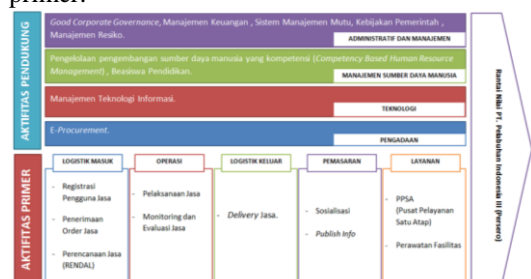 primer.
AKTIFITAS PENDUKUNG
Good Corporate Governance, Manajemen Keuangan , Sistem Manajemen Mutu, Kebijakan Pemerintah ,
Manajemen Resiko.
ADMINISTRATIF DAN MANAJEMEN
Pengelolaan pengembangan sumber daya manusia yang kompetensi (Competency Based Human Resource
Management) , Beasiswa Pendidikan.
MANAJEMEN SUMBER DAYA MANUSIA
Manajemen Teknologi Informasi.
TEKNOLOGI
E-Procurement.
PENGADAAN
AKTIFITAS PRIMER
LOGISTIK MASUK
- Registrasi
Pengguna Jasa
- Penerimaan
Order Jasa
- Perencanaan Jasa
(RENDAL)
OPERASI
- Pelaksanaan Jasa
- Monitoring dan
Evaluasi Jasa
LOGISTIK KELUAR
- Delivery Jasa.
PEMASARAN
- Sosialisasi
- Publish Info
LAYANAN
- PPSA
(Pusat Pelayanan
Satu Atap)
- Perawatan Fasilitas
Rantai Nilai PT. Pelabuhan Indonesia III (Persero)